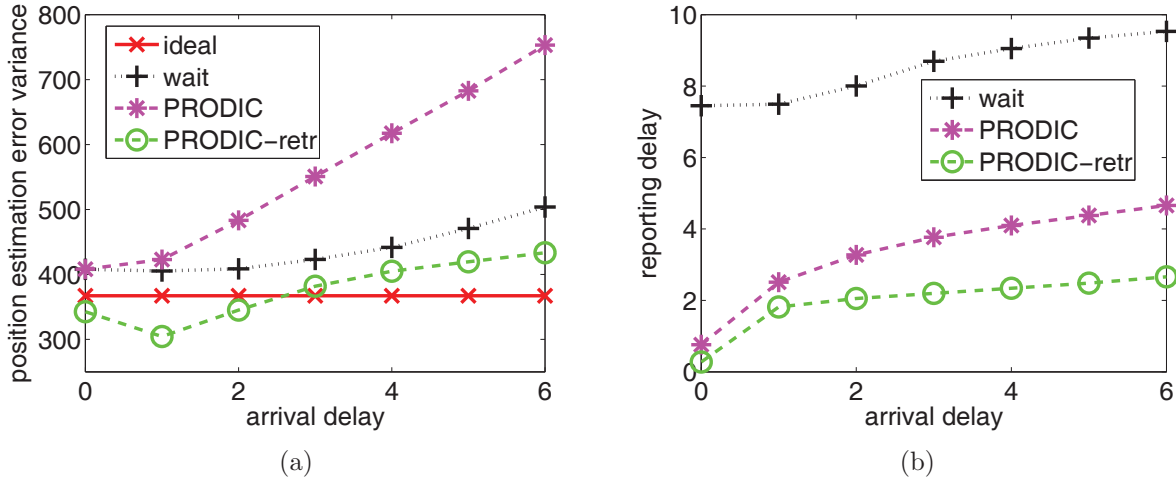 800
700
600
500
400
300
0
2
4
6
position estimation error variance
arrival delay
ideal
wait
PRODIC
PRODIC−retr
(a)
10
8
6
4
2
0
0
2
4
6
reporting delay
arrival delay
wait
PRODIC
PRODIC−retr
(b)